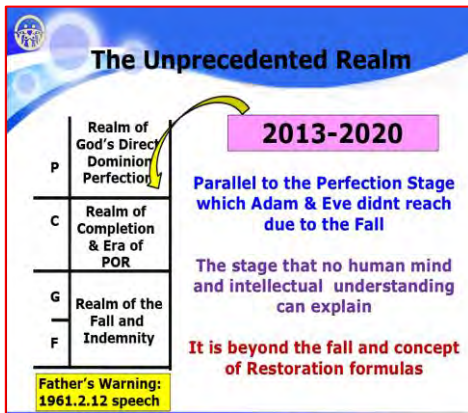 The Unprecedented Realm
P
Realm of
God's Direct
Dominion
Perfection
C
Realm of
Completion
& Era of
POR
G
F
Realm of the
Fall and
Indemnity
Father's Warning:
1961.2.12 speech
2013-2020
Parallel to the Perfection Stage
which Adam & Eve didnt reach
due to the Fall
The stage that no human mind
and intellectual understanding
can explain
It is beyond the fall and concept
of Restoration formulas